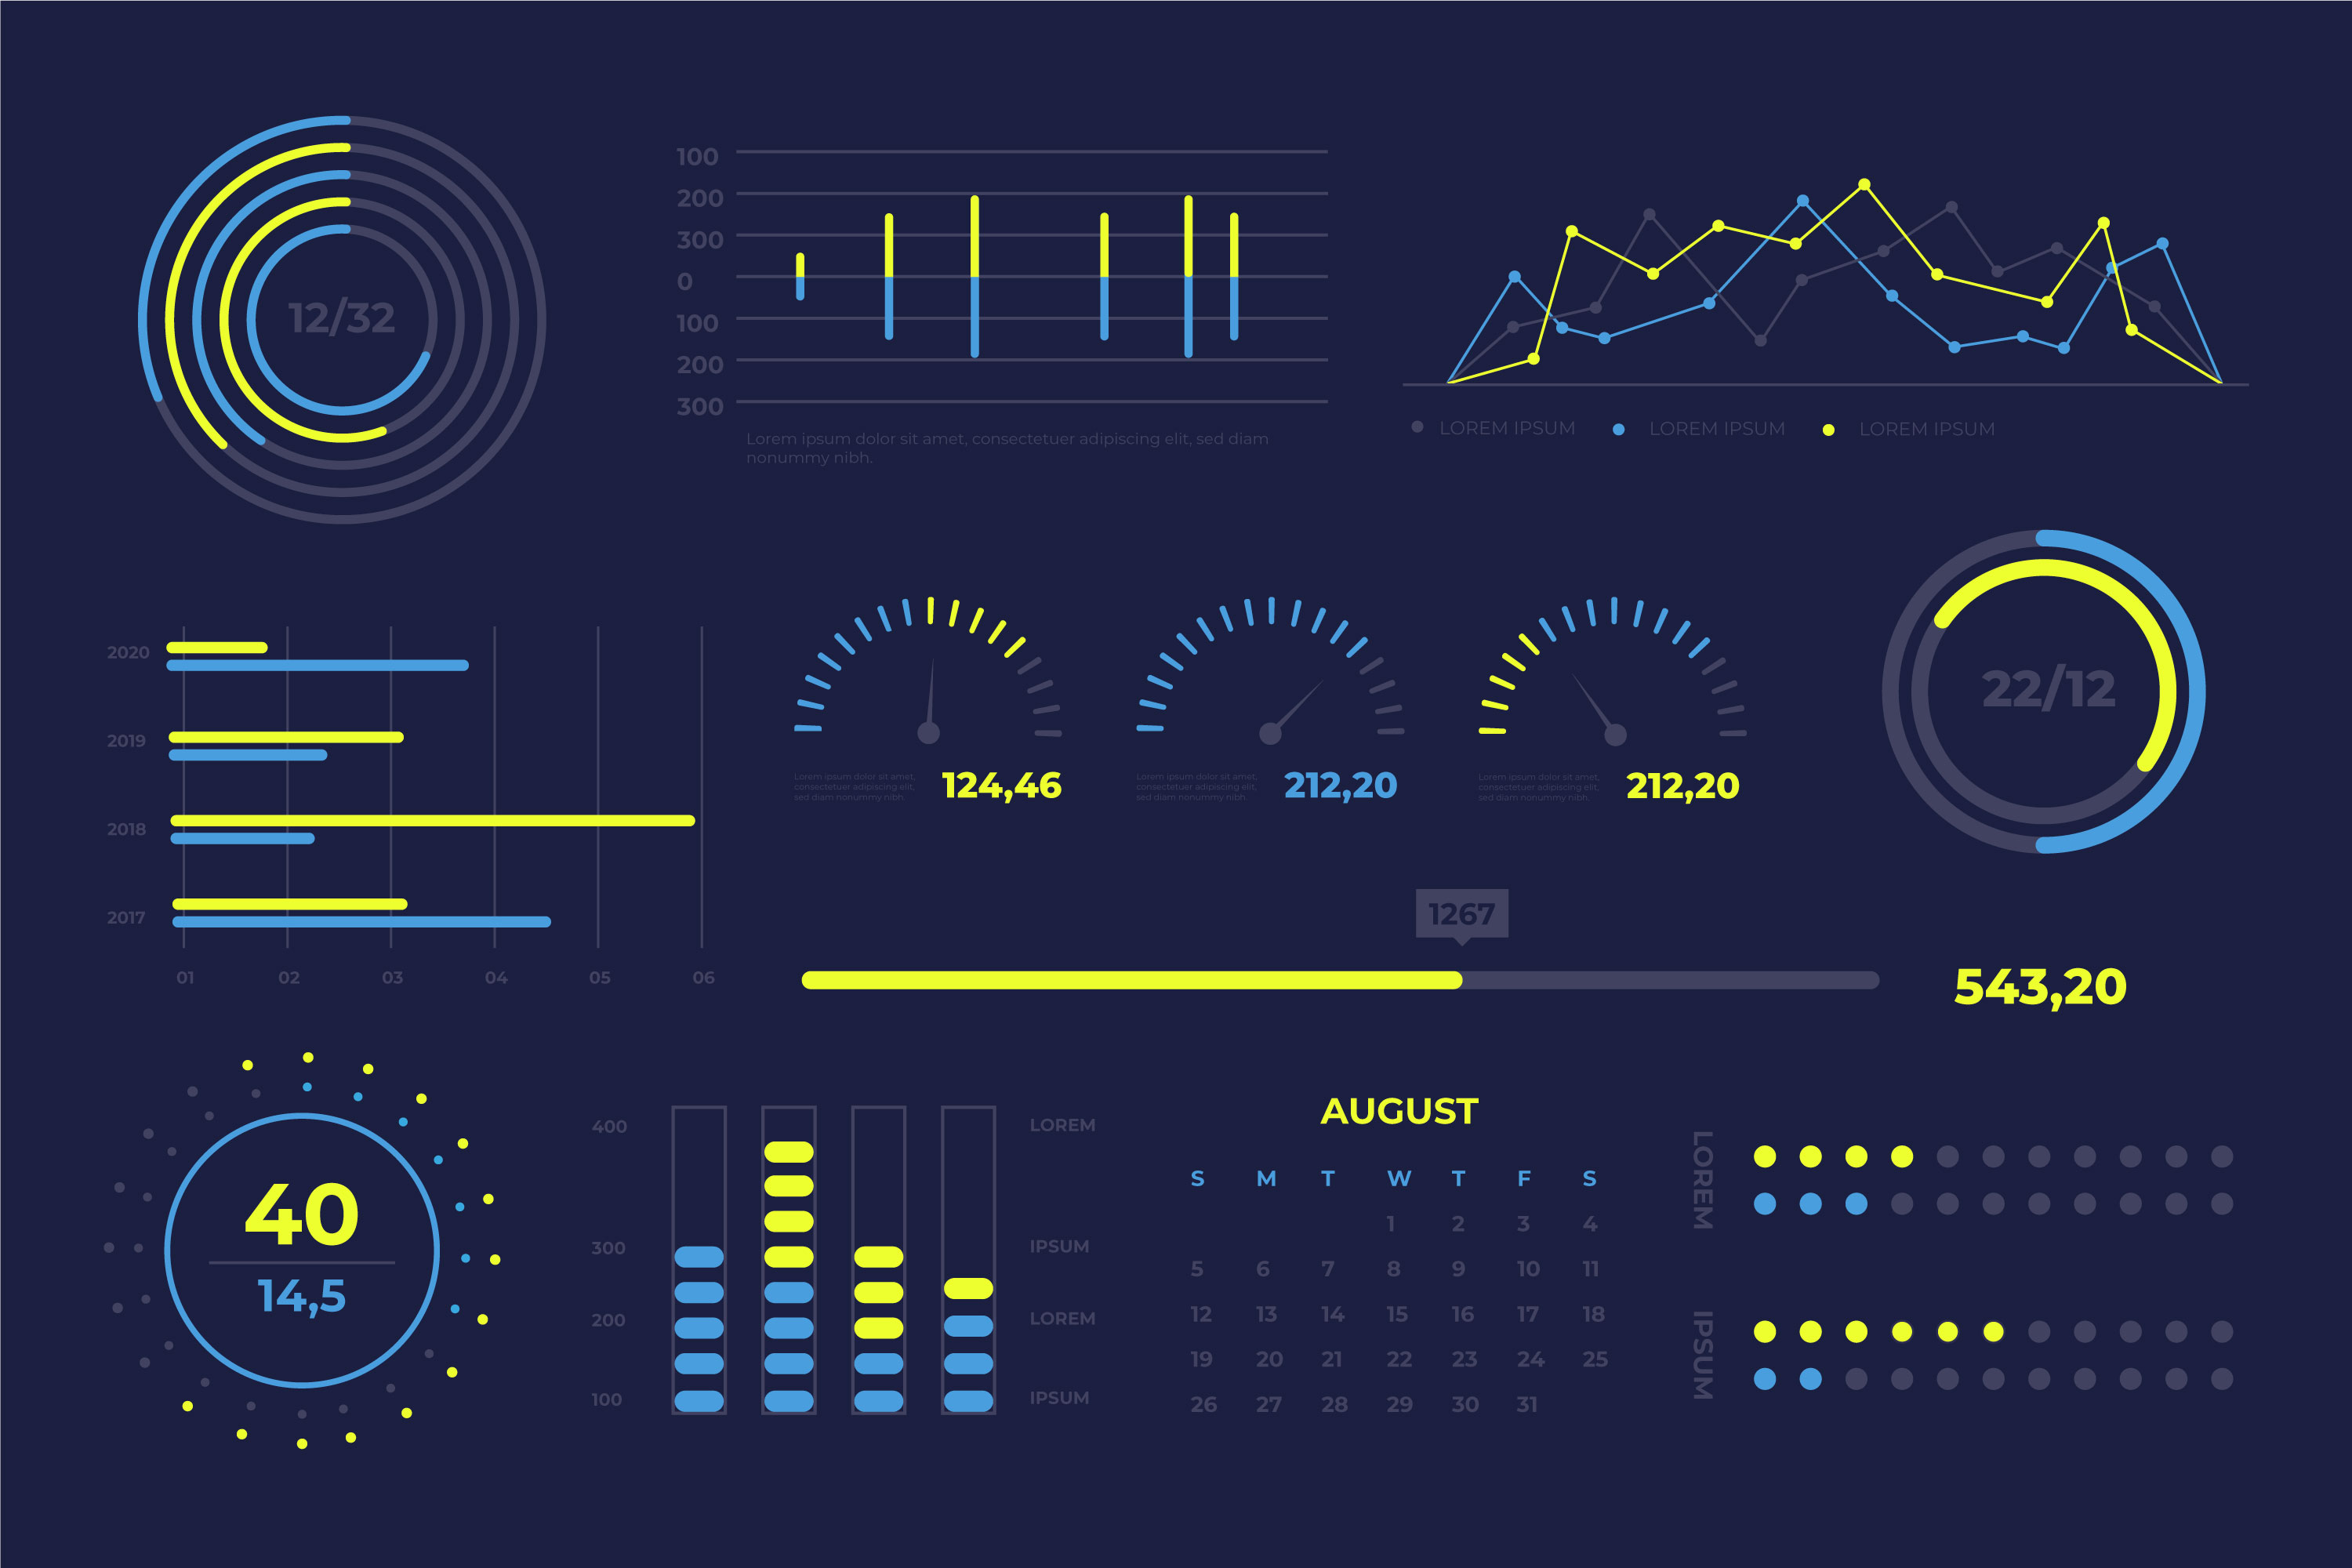 12/32
100
200
300
0
100
200
300
Lorem ipsum dolor sit amet, consectetuer adipiscing elit, sed diam
nonummy nibh.
LOREM IPSUM LOREM IPSUM LOREM IPSUM
2020
2019
2018
2017
01 02 03 04 05 06
Lorem ipsum dolor sit amet,
consectetuer adipiscing elit,
sed diam nonummy nibh.
124,46
Lorem ipsum dolor sit amet,
consectetuer adipiscing elit,
sed diam nonummy nibh.
212,20
Lorem ipsum dolor sit amet,
consectetuer adipiscing elit,
sed diam nonummy nibh.
212,20
22/12
1267
543,20
40
14,5
400
300
200
100
LOREM
IPSUM
LOREM
IPSUM
AUGUST
S M T W T F S
1 2 3 4
5 6 7 8 9 10 11
12 13 14 15 16 17 18
19 20 21 22 23 24 25
26 27 28 29 30 31
LOREM
IPSUM